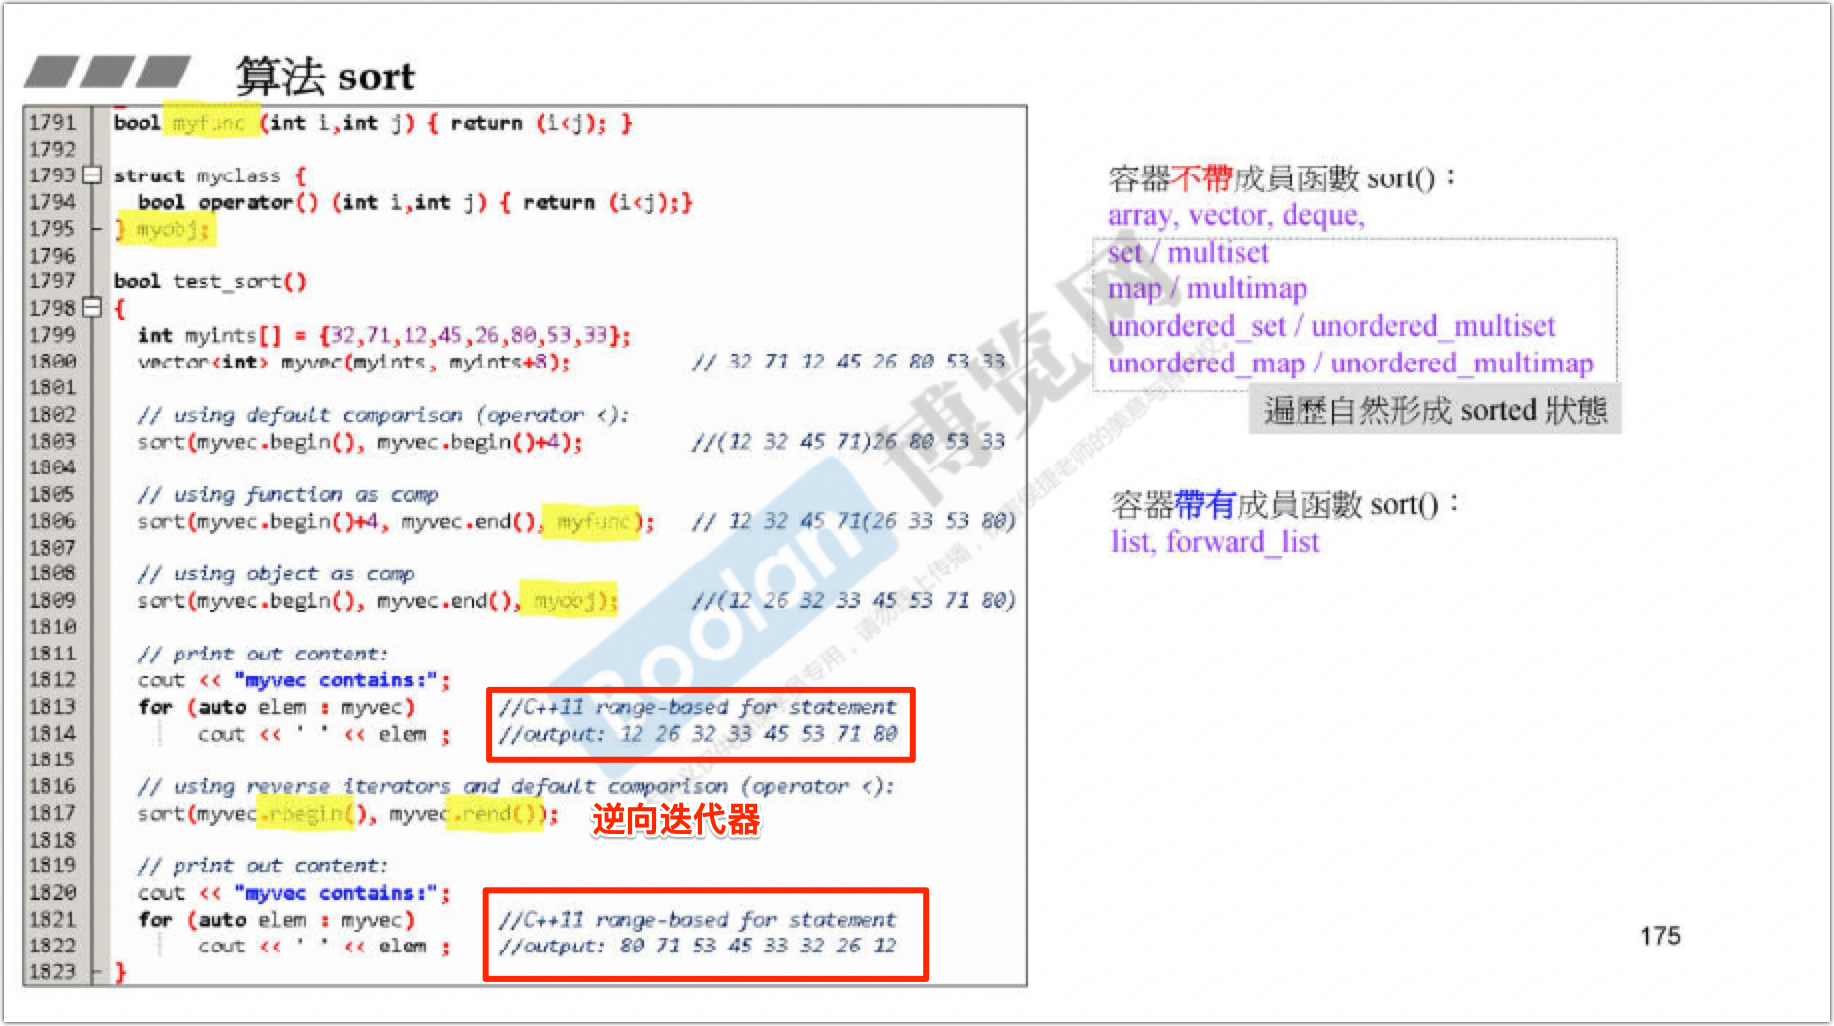 算法 sort
1791 bool myfunc (int i,int j) { return (i<j); }
1792
1793 struct myclass {
1794 bool operator() (int i,int j) { return (i<j);}
1795 } myobj;
1796
1797 bool test_sort()
1798 {
1799 int myints[] = {32,71,12,45,26,80,53,33};
1800 vector<int> myvec(myints, myints+8); // 32 71 12 45 26 80 53 33
1801
1802 // using default comparison (operator <):
1803 sort(myvec.begin(), myvec.begin()+4); //(12 32 45 71)26 80 53 33
1804
1805 // using function as comp
1806 sort(myvec.begin()+4, myvec.end(), myfunc); // 12 32 45 71(26 33 53 80)
1807
1808 // using object as comp
1809 sort(myvec.begin(), myvec.end(), myobj); //(12 26 32 33 45 53 71 80)
1810
1811 // print out content:
1812 cout << "myvec contains:";
1813 for (auto elem : myvec) //C++11 range-based for statement
1814 cout << ' ' << elem ; //output: 12 26 32 33 45 53 71 80
1815
1816 // using reverse iterators and default comparison (operator <):
1817 sort(myvec.rbegin(), myvec.rend()); 逆向迭代器
1818
1819 // print out content:
1820 cout << "myvec contains:";
1821 for (auto elem : myvec) //C++11 range-based for statement
1822 cout << ' ' << elem ; //output: 80 71 53 45 33 32 26 12
1823 }
容器不帶成員函數 sort()：
array, vector, deque,
set / multiset
map / multimap
unordered_set / unordered_multiset
unordered_map / unordered_multimap
遍歷自然形成 sorted 狀態
容器帶有成員函數 sort()：
list, forward_list
175
Boolan
博览网